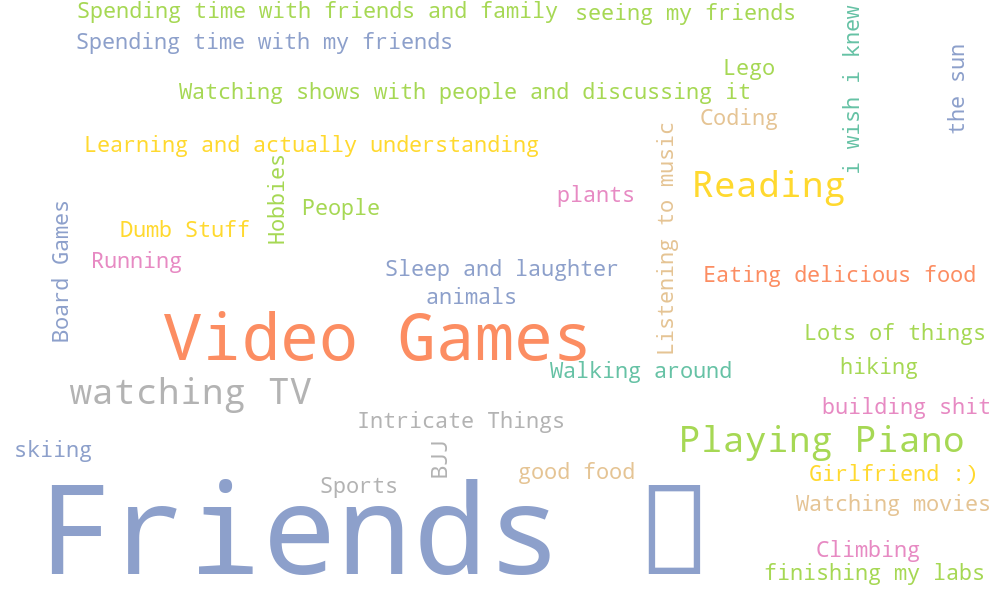 Spending time with friends and family
seeing my friends
Spending time with my friends
i wish i knew
the sun
Lego
Watching shows with people and discussing it
Coding
Learning and actually understanding
Listening to music
Hobbies
Reading
plants
People
Board Games
Dumb Stuff
Running
Sleep and laughter
Eating delicious food
animals
Video Games
Lots of things
Walking around
hiking
watching TV
building shit
Intricate Things
Playing Piano
skiing
BJJ
good food
Girlfriend :)
Sports
Watching movies
Friends
Climbing
finishing my labs